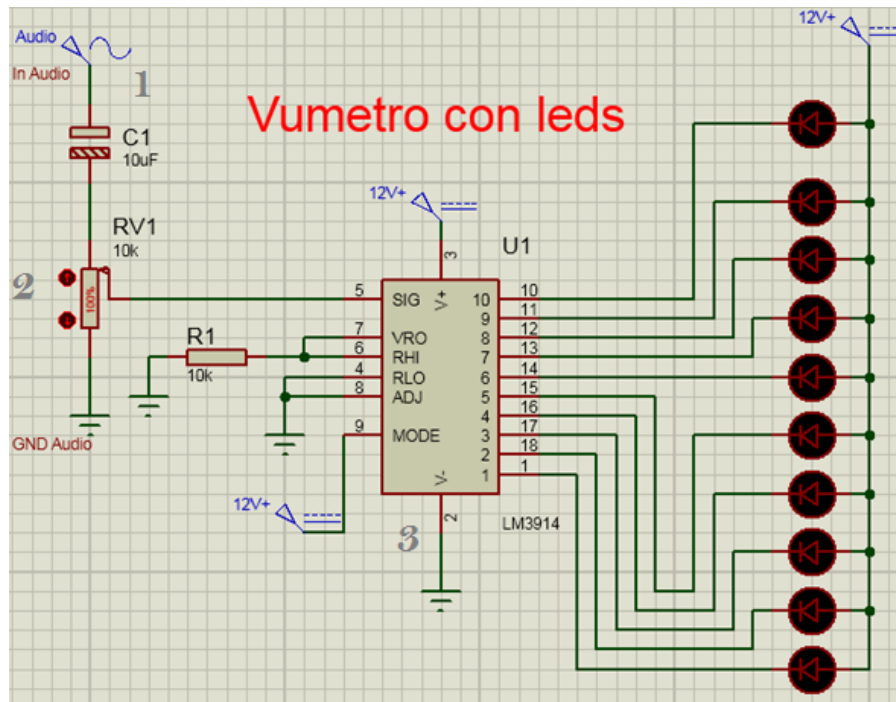 Audio
12V+
In Audio
1
Vumetro con leds
C1
10uF
12V+
RV1
10k
3
U1
2
100%
5
SIG
V+
10
10
9
11
R1
7
VRO
8
12
6
RHI
7
13
10k
4
RLO
6
14
8
ADJ
5
15
4
16
GND Audio
9
MODE
3
17
2
18
V-
1
1
12V+
3
2
LM3914